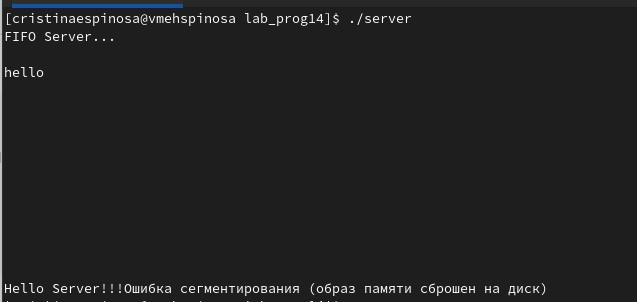 [cristinaespinosa@vmehspinosa lab_prog14]$ ./server
FIFO Server...
hello
Hello Server!!!Ошибка сегментирования (образ памяти сброшен на диск)